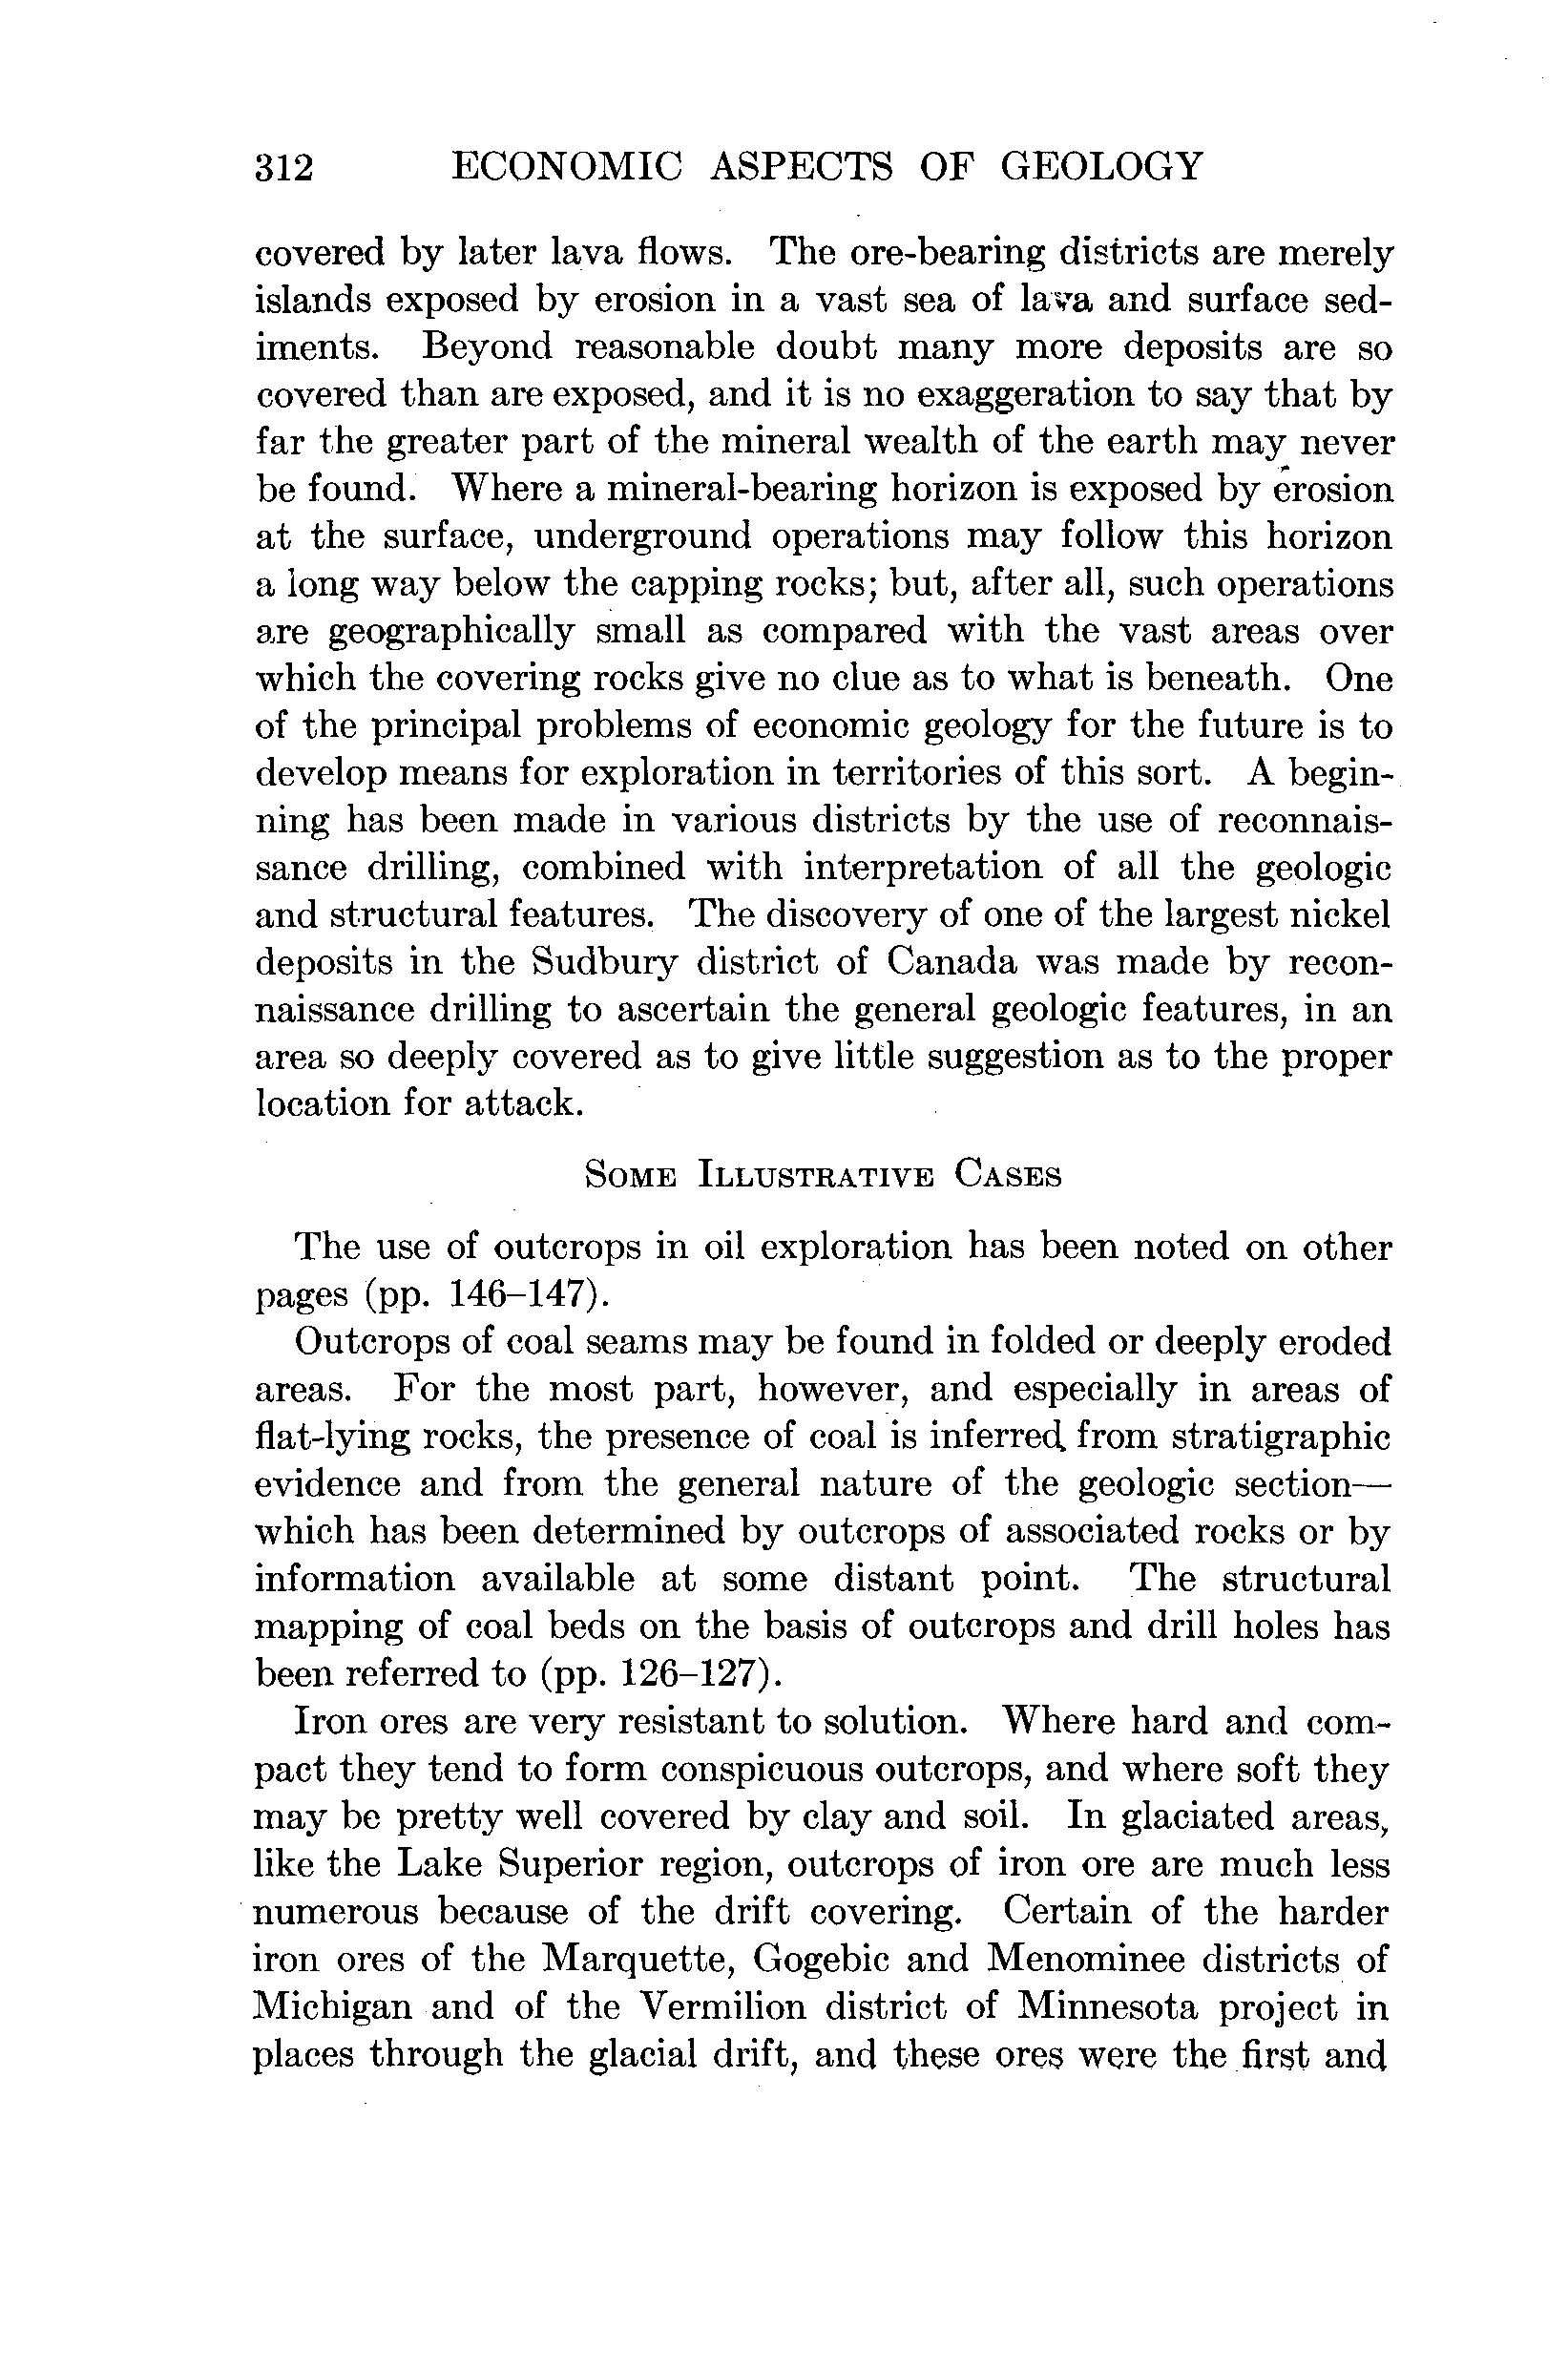 312 ECONOMIC ASPECTS OF GEOLOGY
covered by later lava flows. The ore-bearing districts are merely
islands exposed by erosion in a vast sea of lava and surface sed-
iments. Beyond reasonable doubt many more deposits are so
covered than are exposed, and it is no exaggeration to say that by
far the greater part of the mineral wealth of the earth may never
be found. Where a mineral-bearing horizon is exposed by erosion
at the surface, underground operations may follow this horizon
a long way below the capping rocks; but, after all, such operations
are geographically small as compared with the vast areas over
which the covering rocks give no clue as to what is beneath. One
of the principal problems of economic geology for the future is to
develop means for exploration in territories of this sort. A begin-
ning has been made in various districts by the use of reconnais-
sance drilling, combined with interpretation of all the geologic
and structural features. The discovery of one of the largest nickel
deposits in the Sudbury district of Canada was made by recon-
naissance drilling to ascertain the general geologic features, in an
area so deeply covered as to give little suggestion as to the proper
location for attack.
SOME ILLUSTRATIVE CASES
The use of outcrops in oil exploration has been noted on other
pages (pp. 146–147).
Outcrops of coal seams may be found in folded or deeply eroded
areas. For the most part, however, and especially in areas of
flat-lying rocks, the presence of coal is inferred from stratigraphic
evidence and from the general nature of the geologic section—
which has been determined by outcrops of associated rocks or by
information available at some distant point. The structural
mapping of coal beds on the basis of outcrops and drill holes has
been referred to (pp. 126–127).
Iron ores are very resistant to solution. Where hard and com-
pact they tend to form conspicuous outcrops, and where soft they
may be pretty well covered by clay and soil. In glaciated areas,
like the Lake Superior region, outcrops of iron ore are much less
numerous because of the drift covering. Certain of the harder
iron ores of the Marquette, Gogebic and Menominee districts of
Michigan and of the Vermilion district of Minnesota project in
places through the glacial drift, and these ores were the first and